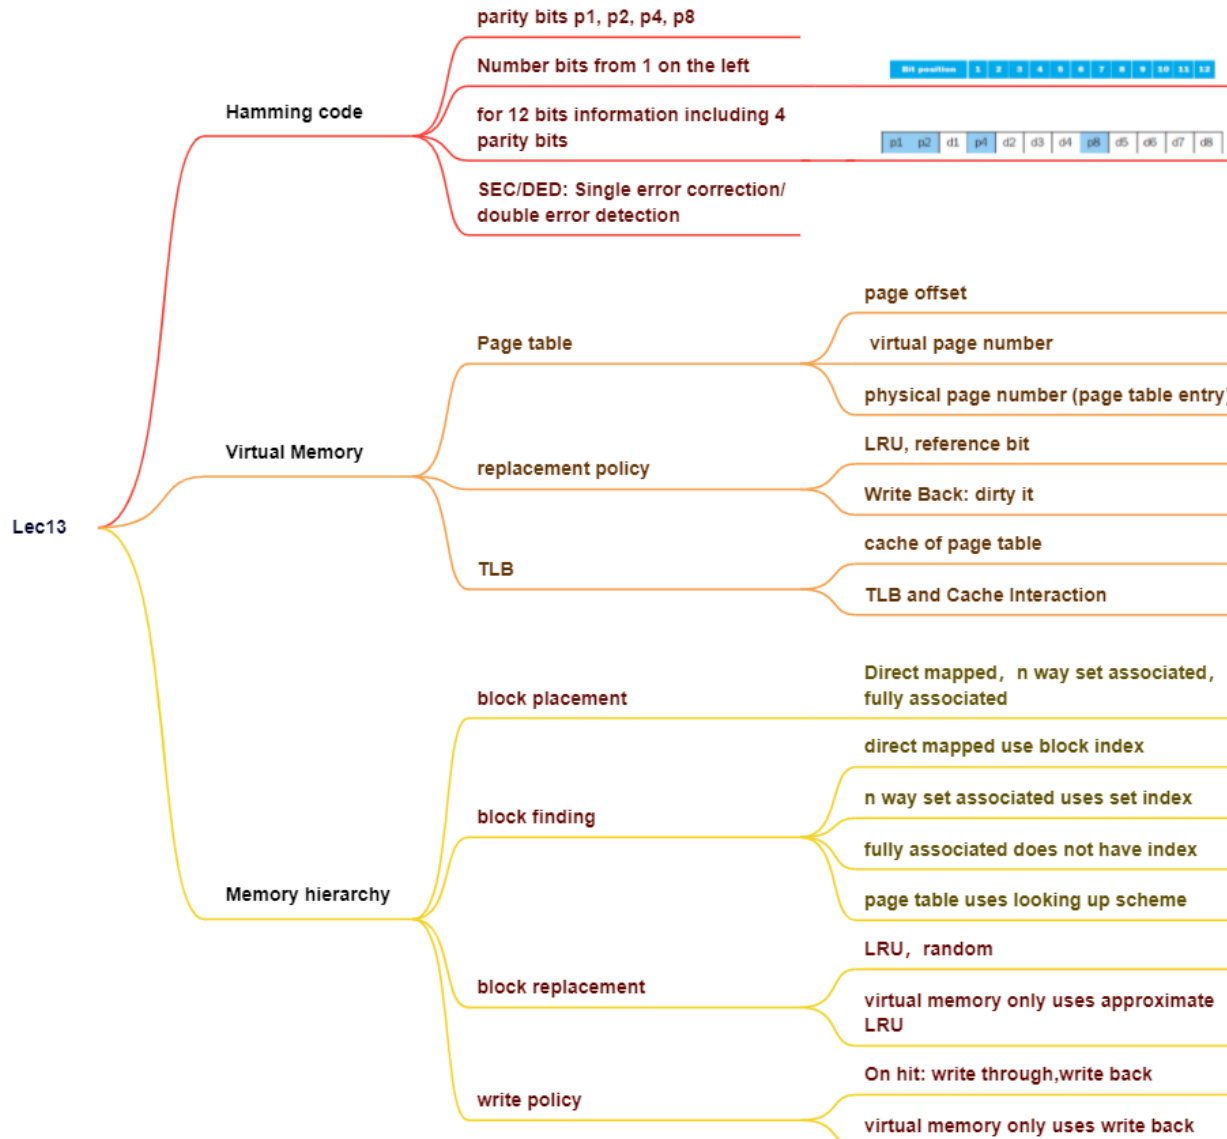 parity bits p1, p2, p4, p8
Number bits from 1 on the left
Bit position 1 2 3 4 5 6 7 8 9 10 11 12
Hamming code
for 12 bits information including 4
parity bits
p1 p2 d1 p4 d2 d3 d4 p8 d5 d6 d7 d8
SEC/DED: Single error correction/
double error detection
page offset
Page table
virtual page number
physical page number (page table entry)
Virtual Memory
LRU, reference bit
replacement policy
Write Back: dirty it
Lec13
cache of page table
TLB
TLB and Cache Interaction
Direct mapped，n way set associated，
fully associated
block placement
direct mapped use block index
n way set associated uses set index
block finding
fully associated does not have index
page table uses looking up scheme
Memory hierarchy
LRU，random
block replacement
virtual memory only uses approximate
LRU
On hit: write through,write back
write policy
virtual memory only uses write back